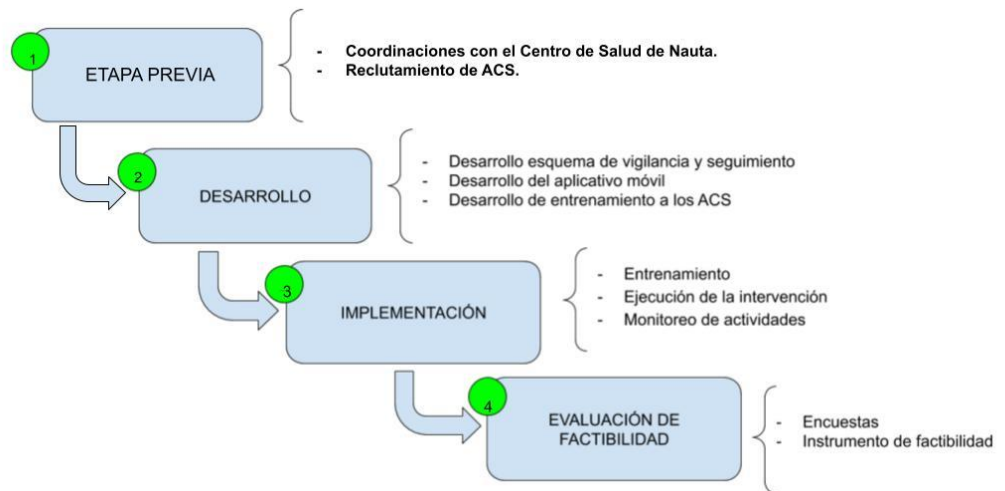 1
ETAPA PREVIA
- Coordinaciones con el Centro de Salud de Nauta.
- Reclutamiento de ACS.
2
DESARROLLO
- Desarrollo esquema de vigilancia y seguimiento
- Desarrollo del aplicativo móvil
- Desarrollo de entrenamiento a los ACS
3
IMPLEMENTACIÓN
- Entrenamiento
- Ejecución de la intervención
- Monitoreo de actividades
4
EVALUACIÓN DE
FACTIBILIDAD
- Encuestas
- Instrumento de factibilidad